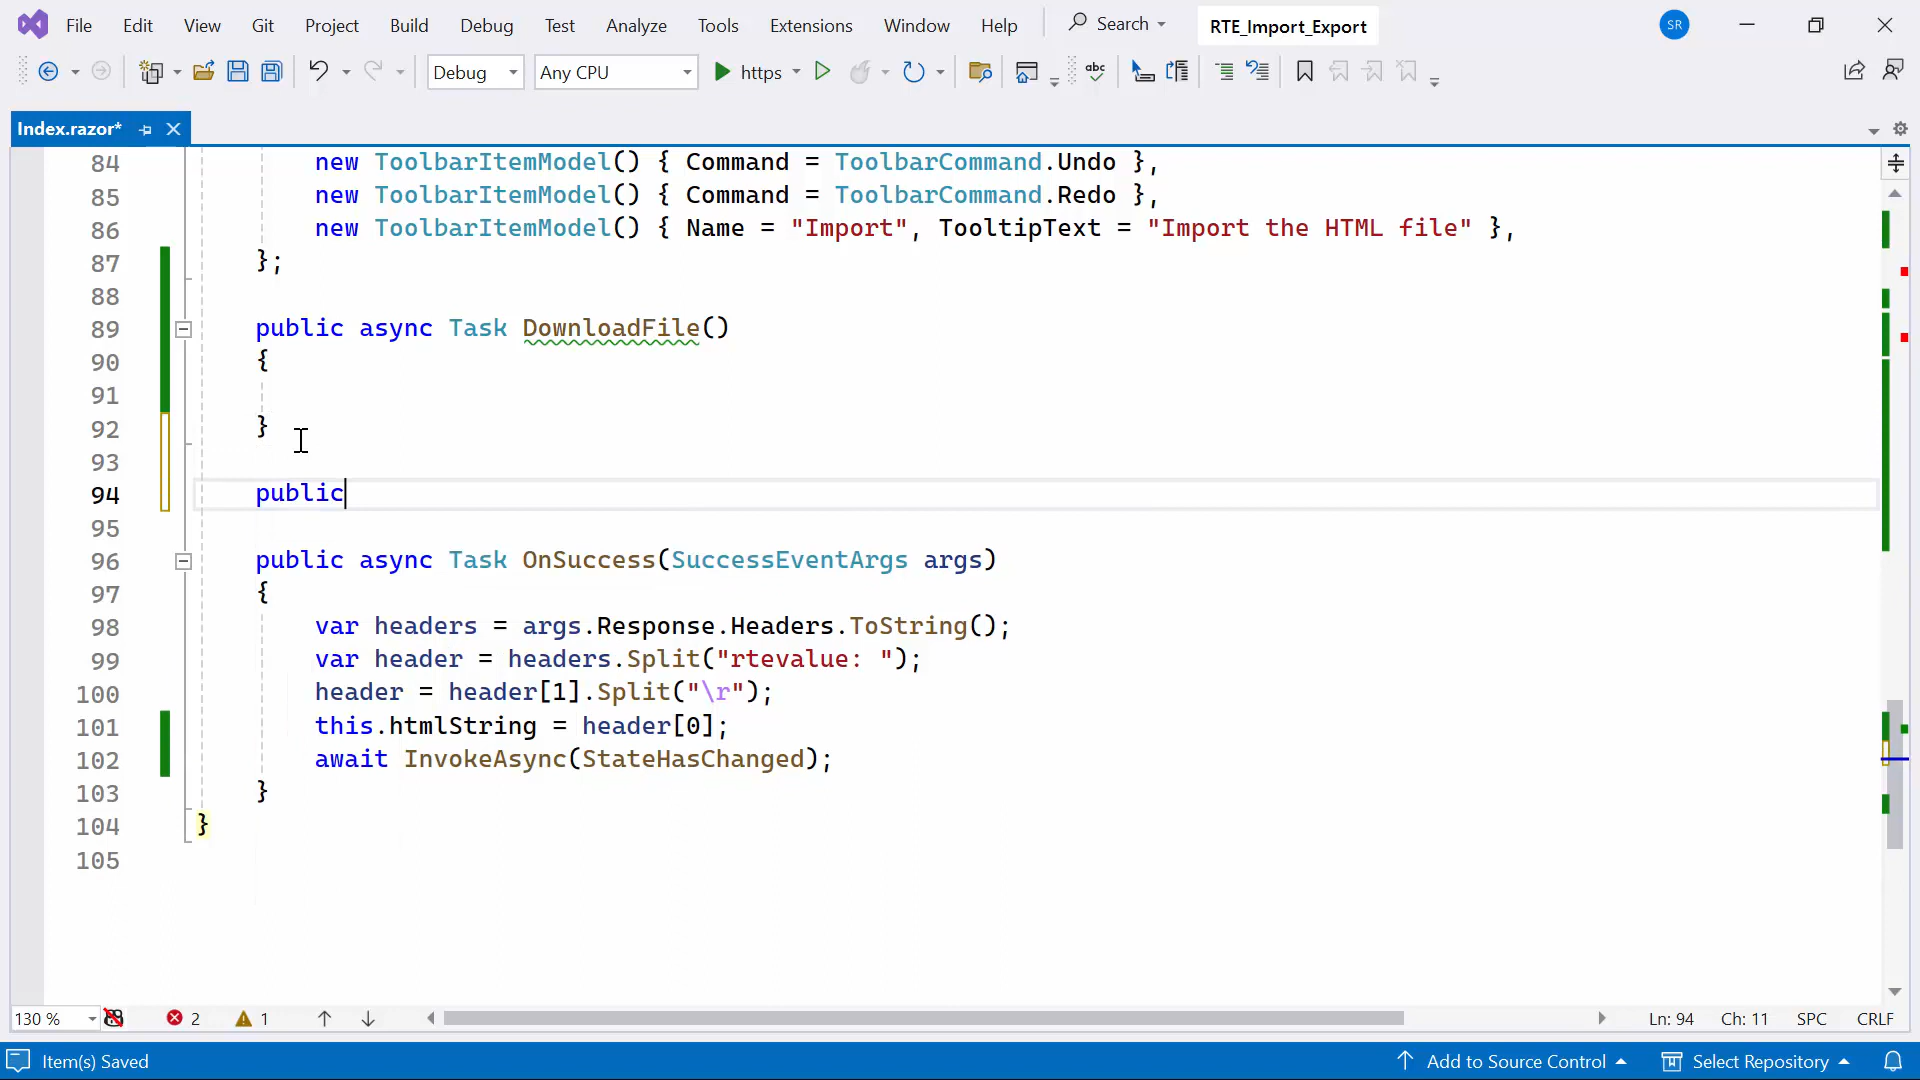 File Edit View Git Project Build Debug Test Analyze Tools Extensions Window Help Search RTE_Import_Export SR
Debug Any CPU https abc
Index.razor*
84 new ToolbarItemModel() { Command = ToolbarCommand.Undo },
85 new ToolbarItemModel() { Command = ToolbarCommand.Redo },
86 new ToolbarItemModel() { Name = "Import", TooltipText = "Import the HTML file" },
87 };
88
89 public async Task DownloadFile()
90 {
91
92 }
93
94 public
95
96 public async Task OnSuccess(SuccessEventArgs args)
97 {
98 var headers = args.Response.Headers.ToString();
99 var header = headers.Split("rtevalue: ");
100 header = header[1].Split("\r");
101 this.htmlString = header[0];
102 await InvokeAsync(StateHasChanged);
103 }
104 }
105
130 % 2 1 Ln: 94 Ch: 11 SPC CRLF
Item(s) Saved Add to Source Control Select Repository